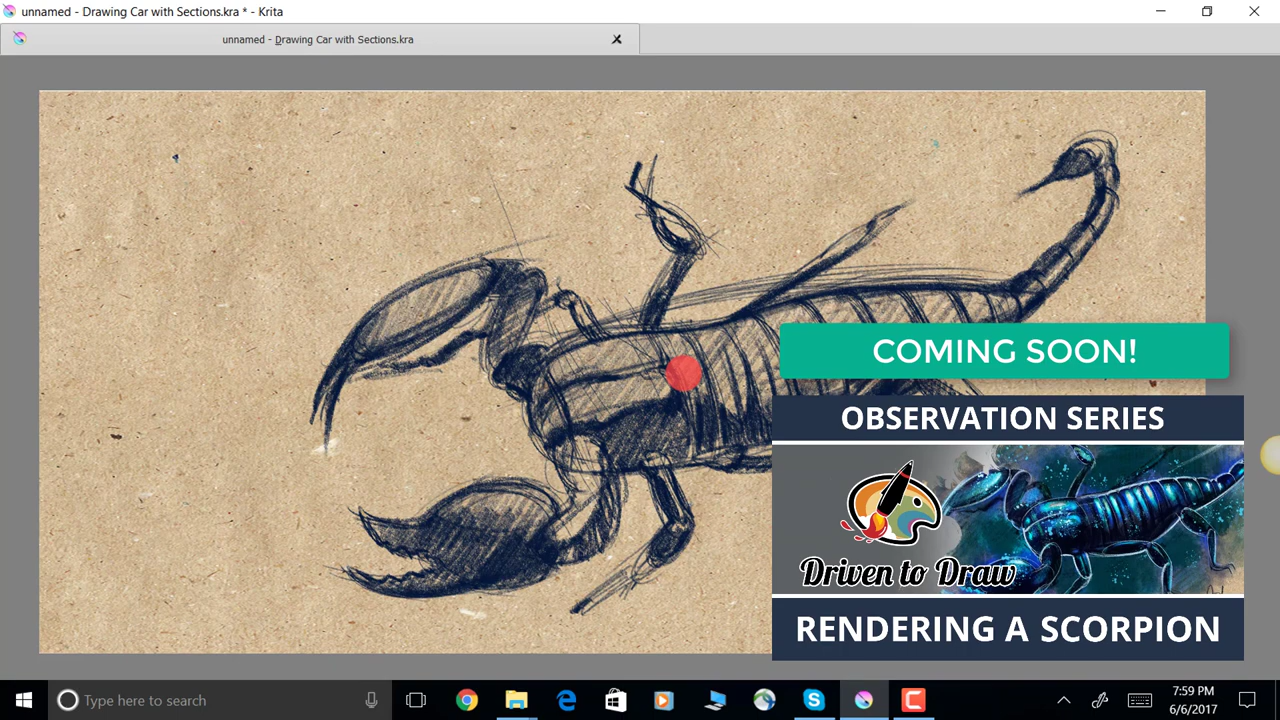 unnamed - Drawing Car with Sections.kra * - Krita
unnamed - Drawing Car with Sections.kra
COMING SOON!
OBSERVATION SERIES
Driven to Draw
RENDERING A SCORPION
Type here to search
7:59 PM
6/6/2017